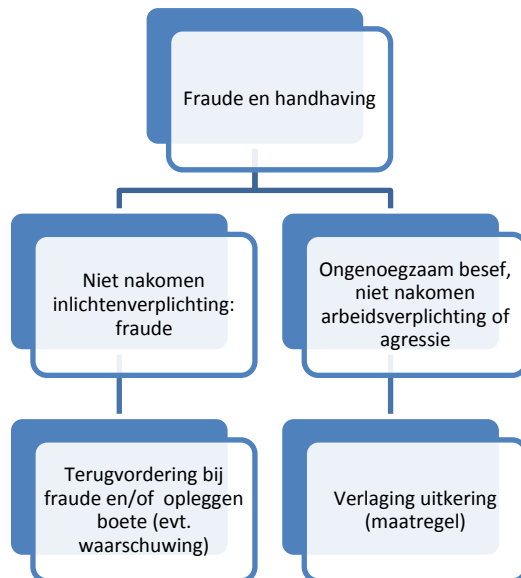 Fraude en handhaving
Niet nakomen
inlichtenverplichting:
fraude
Ongenoegzaam besef,
niet nakomen
arbeidsverplichting of
agressie
Terugvordering bij
fraude en/of opleggen
boete (evt.
waarschuwing)
Verlaging uitkering
(maatregel)